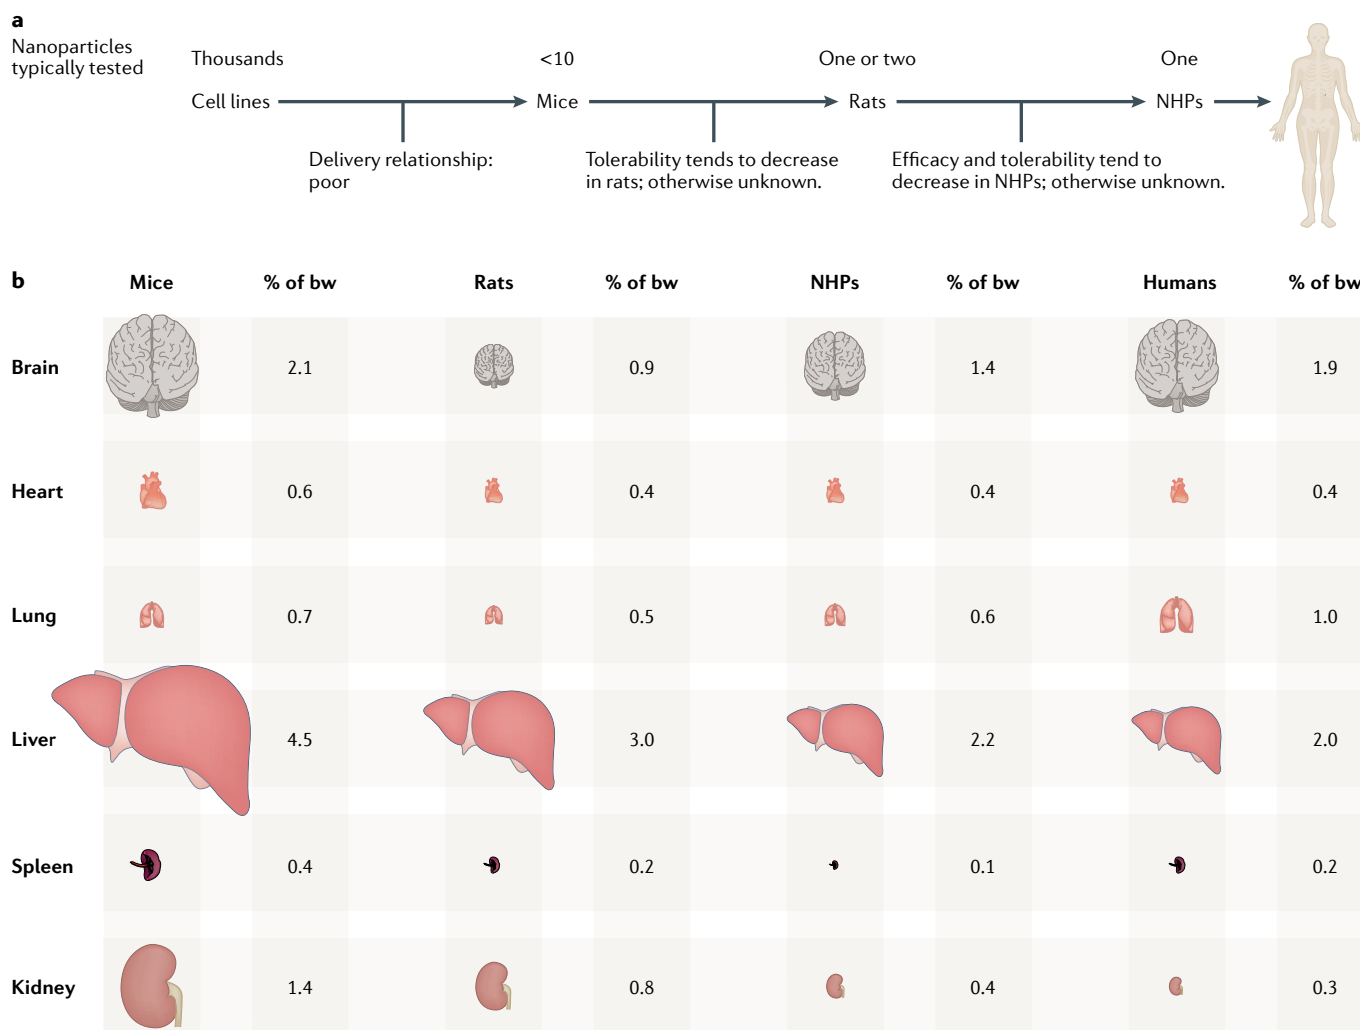 a
Nanoparticles
typically tested
Thousands
<10
One or two
One
Cell lines
Mice
Rats
NHPs
Delivery relationship:
poor
Tolerability tends to decrease
in rats; otherwise unknown.
Efficacy and tolerability tend to
decrease in NHPs; otherwise unknown.
b
Mice % of bw Rats % of bw NHPs % of bw Humans % of bw
Brain 2.1 0.9 1.4 1.9
Heart 0.6 0.4 0.4 0.4
Lung 0.7 0.5 0.6 1.0
Liver 4.5 3.0 2.2 2.0
Spleen 0.4 0.2 0.1 0.2
Kidney 1.4 0.8 0.4 0.3